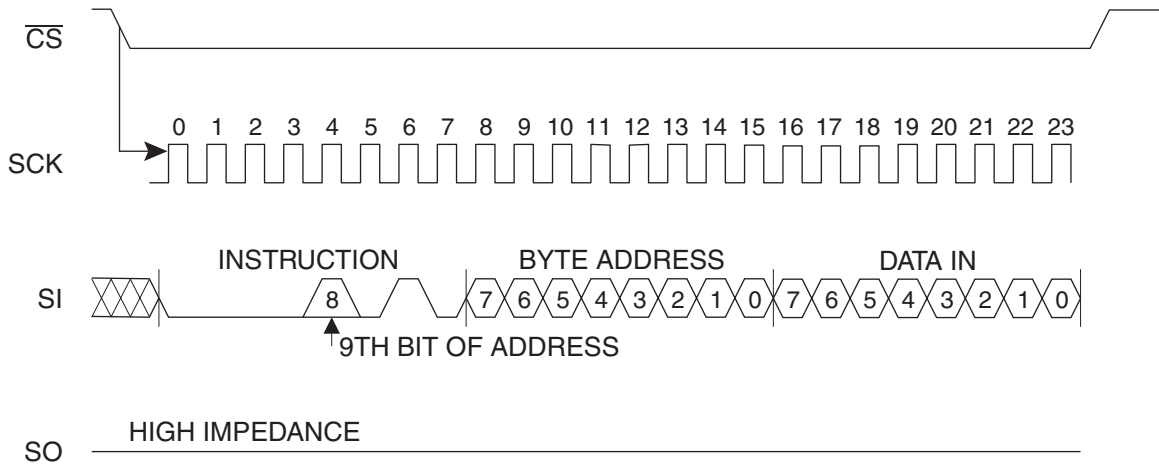 CS
0 1 2 3 4 5 6 7 8 9 10 11 12 13 14 15 16 17 18 19 20 21 22 23
SCK
INSTRUCTION BYTE ADDRESS DATA IN
SI 8 7 6 5 4 3 2 1 0 7 6 5 4 3 2 1 0
9TH BIT OF ADDRESS
HIGH IMPEDANCE
SO